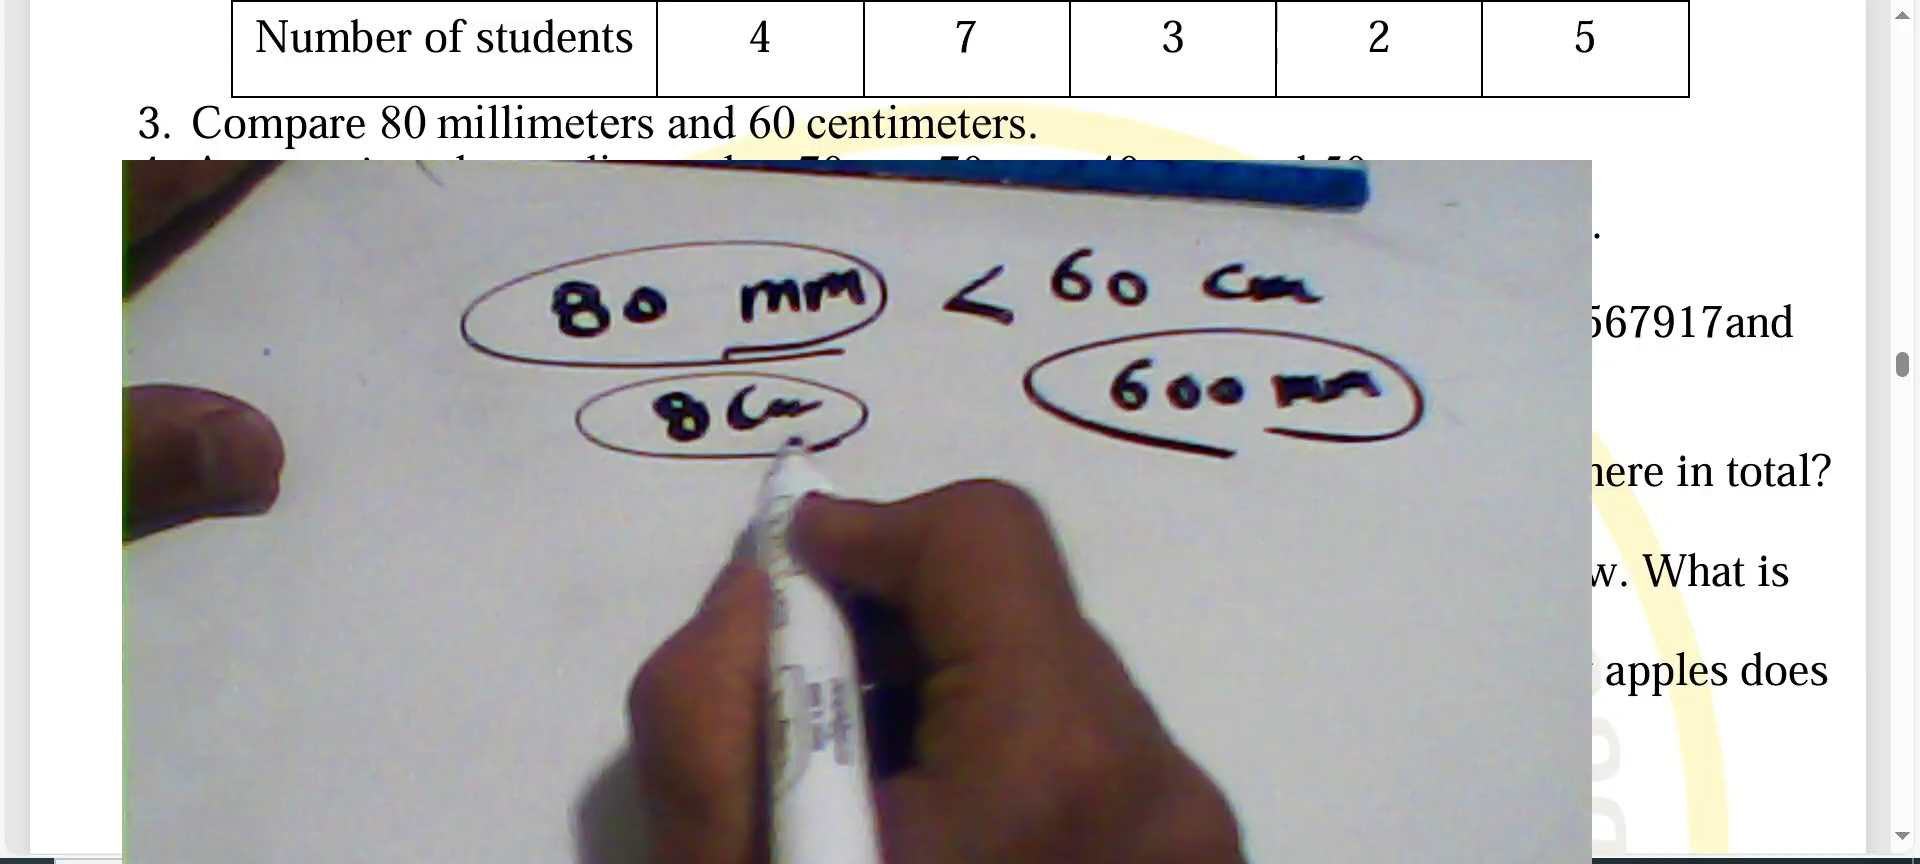 Number of students 4 7 3 2 5
3. Compare 80 millimeters and 60 centimeters.
.
80 mm < 60 cm
567917and
8 cm 600 mm
here in total?
w. What is
apples does